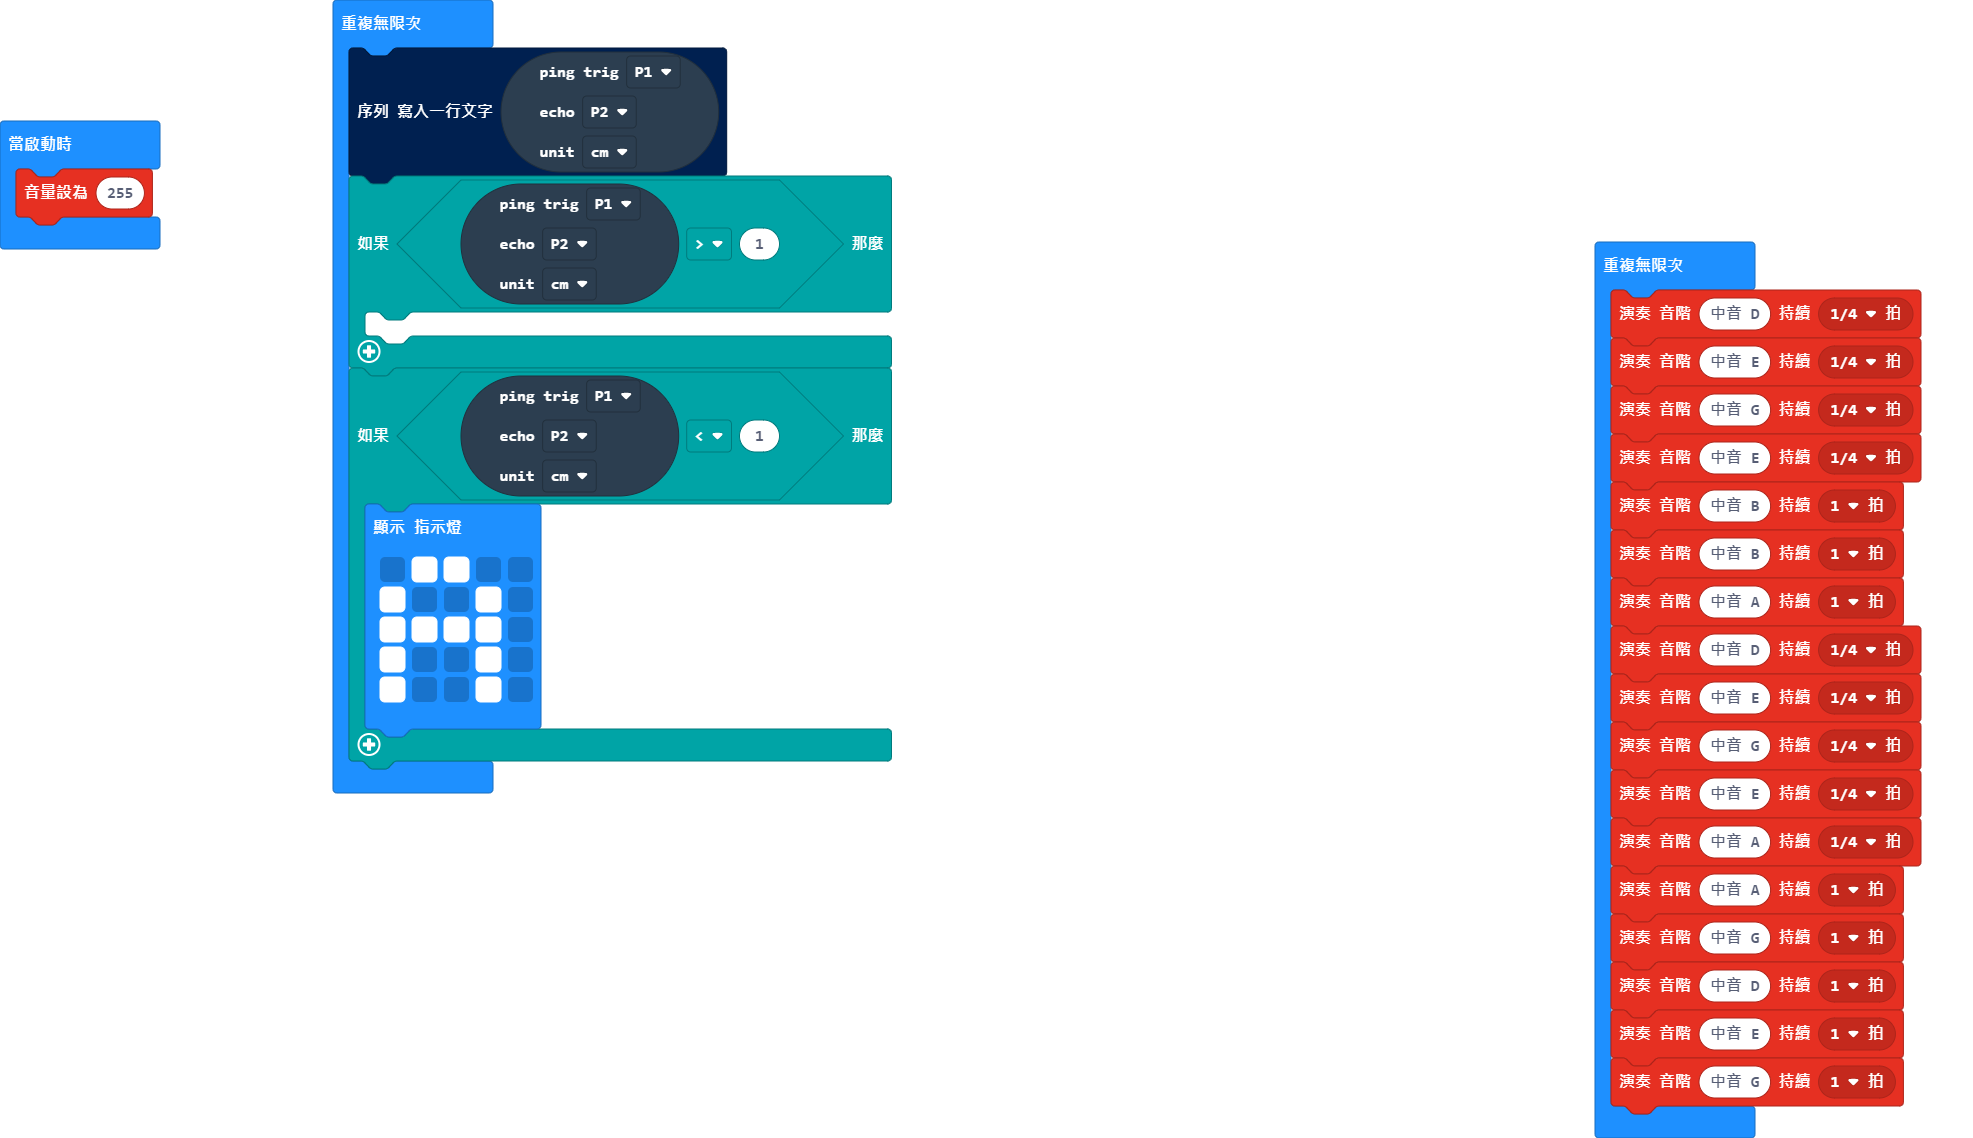 當啟動時
音量設為 255
重複無限次
序列 寫入一行文字
ping trig P1
echo P2
unit cm
如果
ping trig P1
echo P2
unit cm
> 1
那麼
如果
ping trig P1
echo P2
unit cm
< 1
那麼
顯示 指示燈
重複無限次
演奏 音階 中音 D 持續 1/4 拍
演奏 音階 中音 E 持續 1/4 拍
演奏 音階 中音 G 持續 1/4 拍
演奏 音階 中音 E 持續 1/4 拍
演奏 音階 中音 B 持續 1 拍
演奏 音階 中音 B 持續 1 拍
演奏 音階 中音 A 持續 1 拍
演奏 音階 中音 D 持續 1/4 拍
演奏 音階 中音 E 持續 1/4 拍
演奏 音階 中音 G 持續 1/4 拍
演奏 音階 中音 E 持續 1/4 拍
演奏 音階 中音 A 持續 1/4 拍
演奏 音階 中音 A 持續 1 拍
演奏 音階 中音 G 持續 1 拍
演奏 音階 中音 D 持續 1 拍
演奏 音階 中音 E 持續 1 拍
演奏 音階 中音 G 持續 1 拍